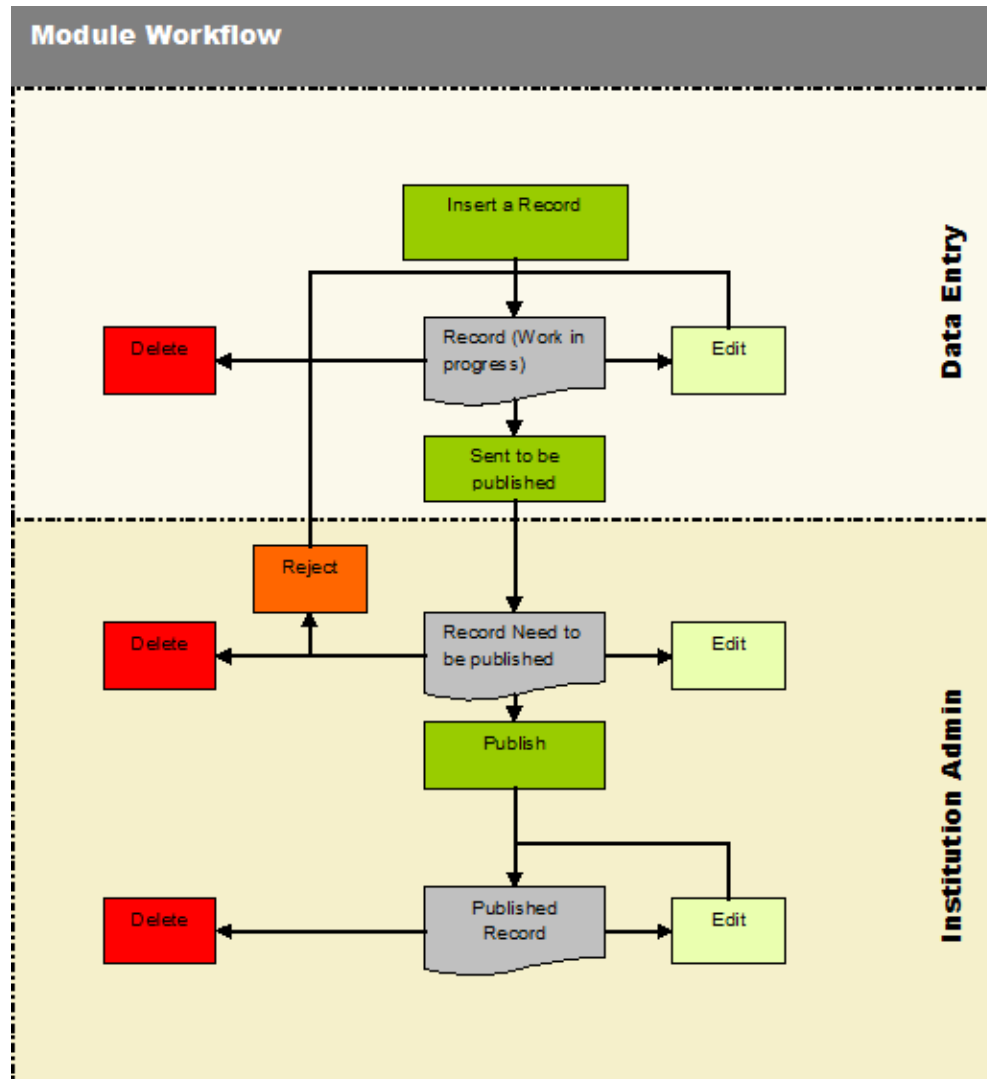 Module Workflow
Insert a Record
Data Entry
Delete
Record (Work in
progress)
Edit
Sent to be
published
Reject
Delete
Record Need to
be published
Edit
Publish
Institution Admin
Delete
Published
Record
Edit